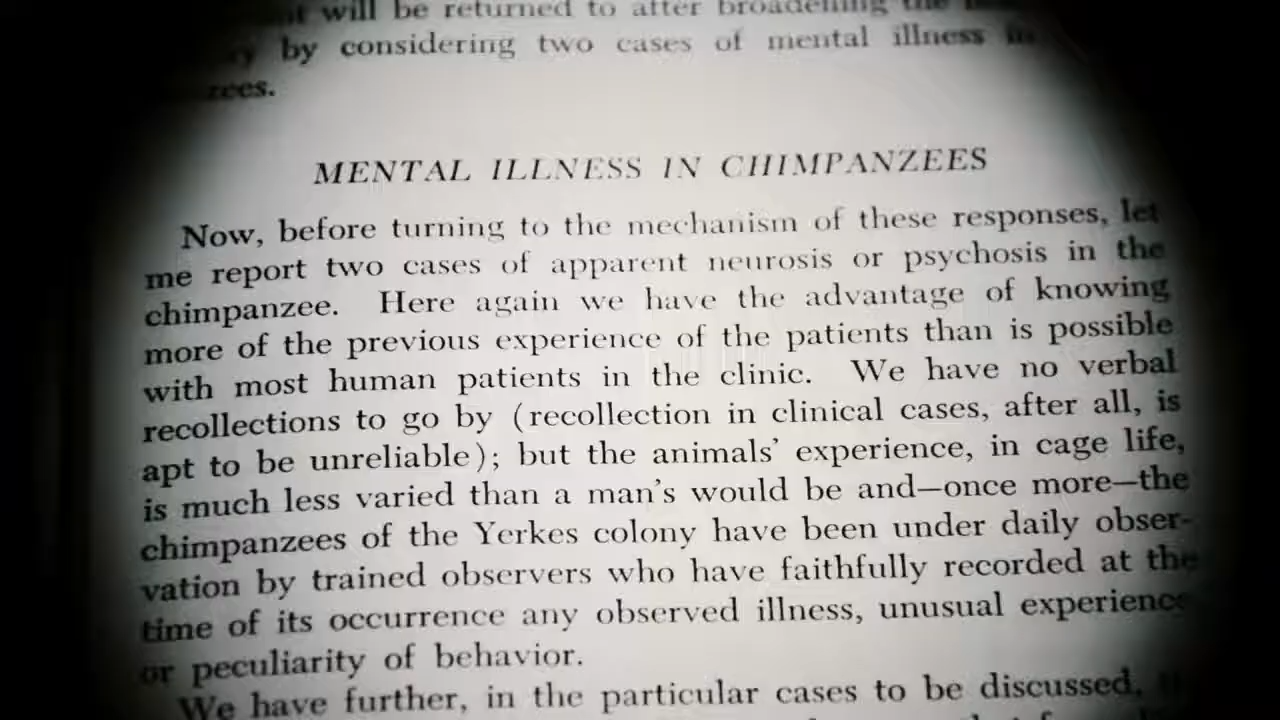 will be returned to after broadening the
by considering two cases of mental illness in
zees.
MENTAL ILLNESS IN CHIMPANZEES
Now, before turning to the mechanism of these responses, let
me report two cases of apparent neurosis or psychosis in the
chimpanzee. Here again we have the advantage of knowing
more of the previous experience of the patients than is possible
with most human patients in the clinic. We have no verbal
recollections to go by (recollection in clinical cases, after all, is
apt to be unreliable); but the animals' experience, in cage life,
is much less varied than a man's would be and—once more—the
chimpanzees of the Yerkes colony have been under daily obser-
vation by trained observers who have faithfully recorded at the
time of its occurrence any observed illness, unusual experience
or peculiarity of behavior.
We have further, in the particular cases to be discussed,